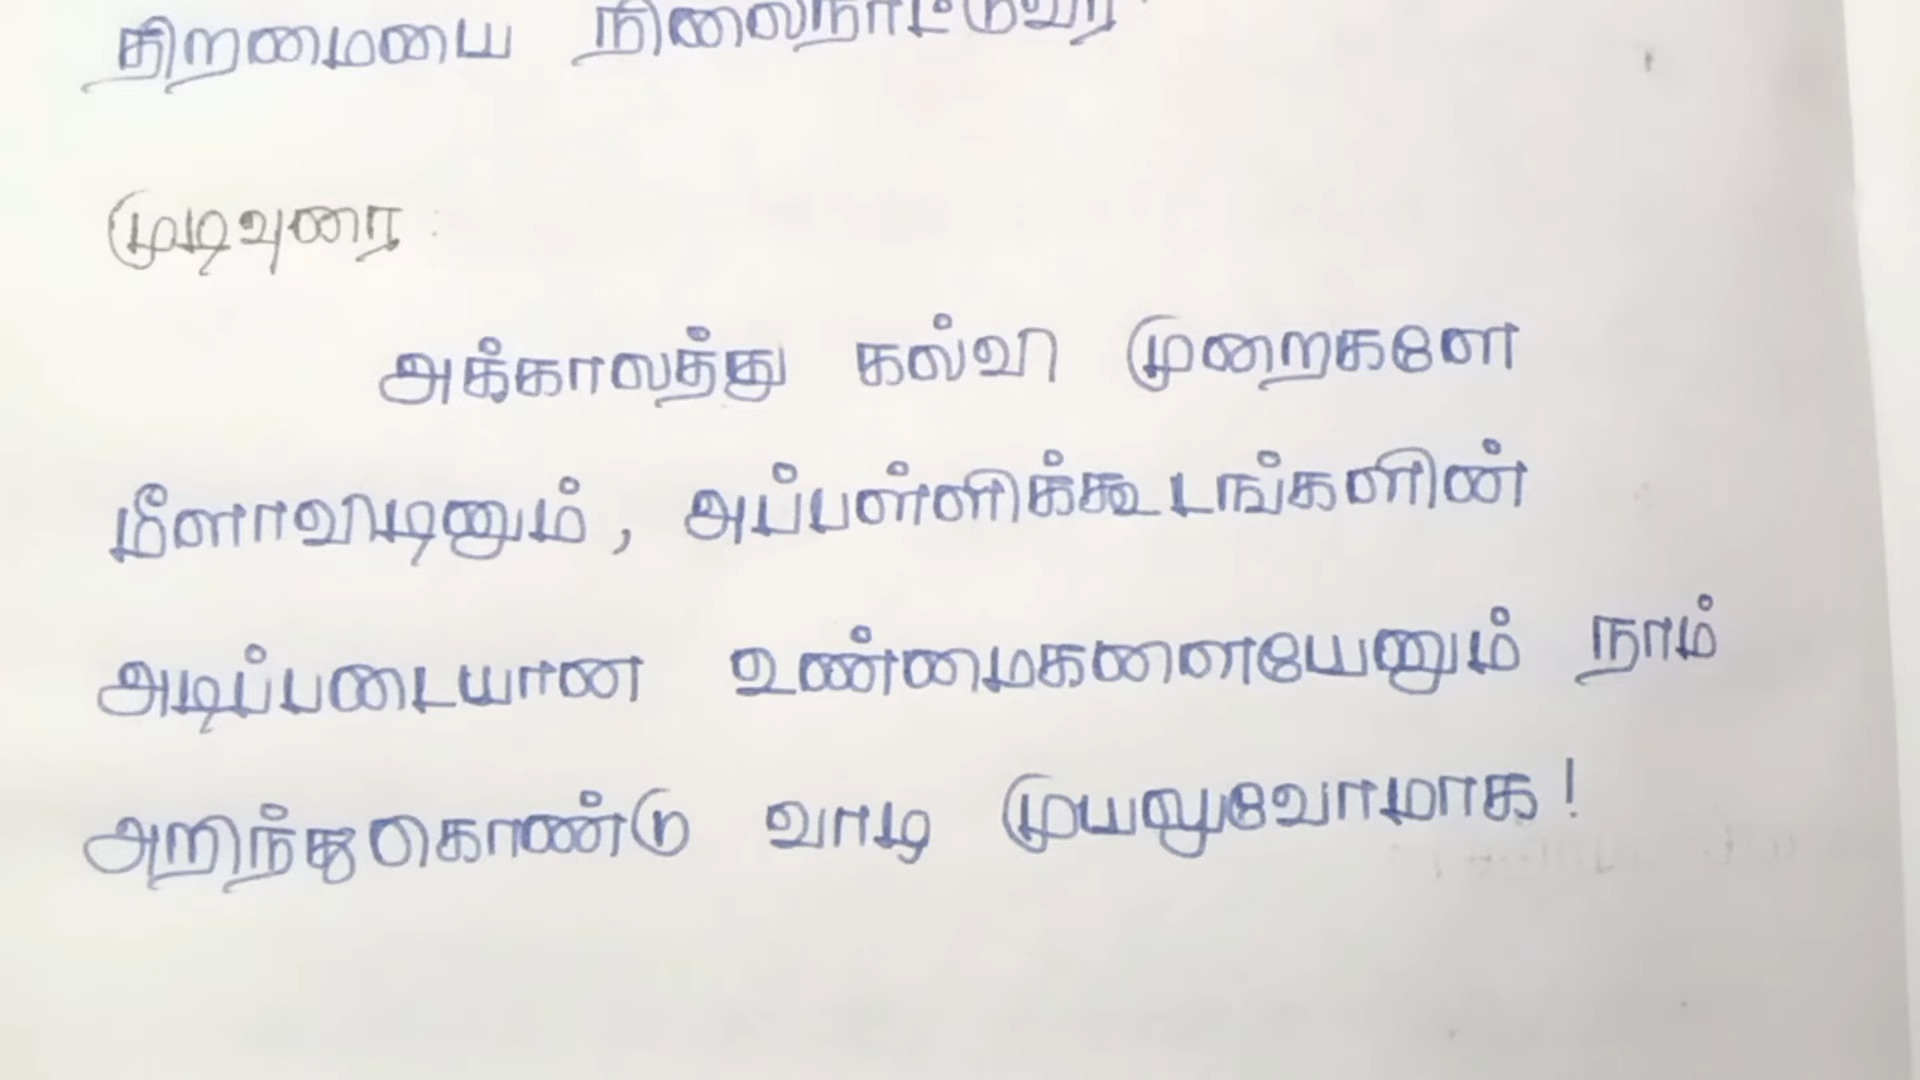 திறமையை நிலைநாட்டுவர்
முடிவுரை :
அக்காலத்து கல்வி முறைகளே
மீளாவிடினும், அப்பள்ளிக்கூடங்களின்
அடிப்படையான உண்மைகளையேனும் நாம்
அறிந்துகொண்டு வாழ முயலுவோமாக!